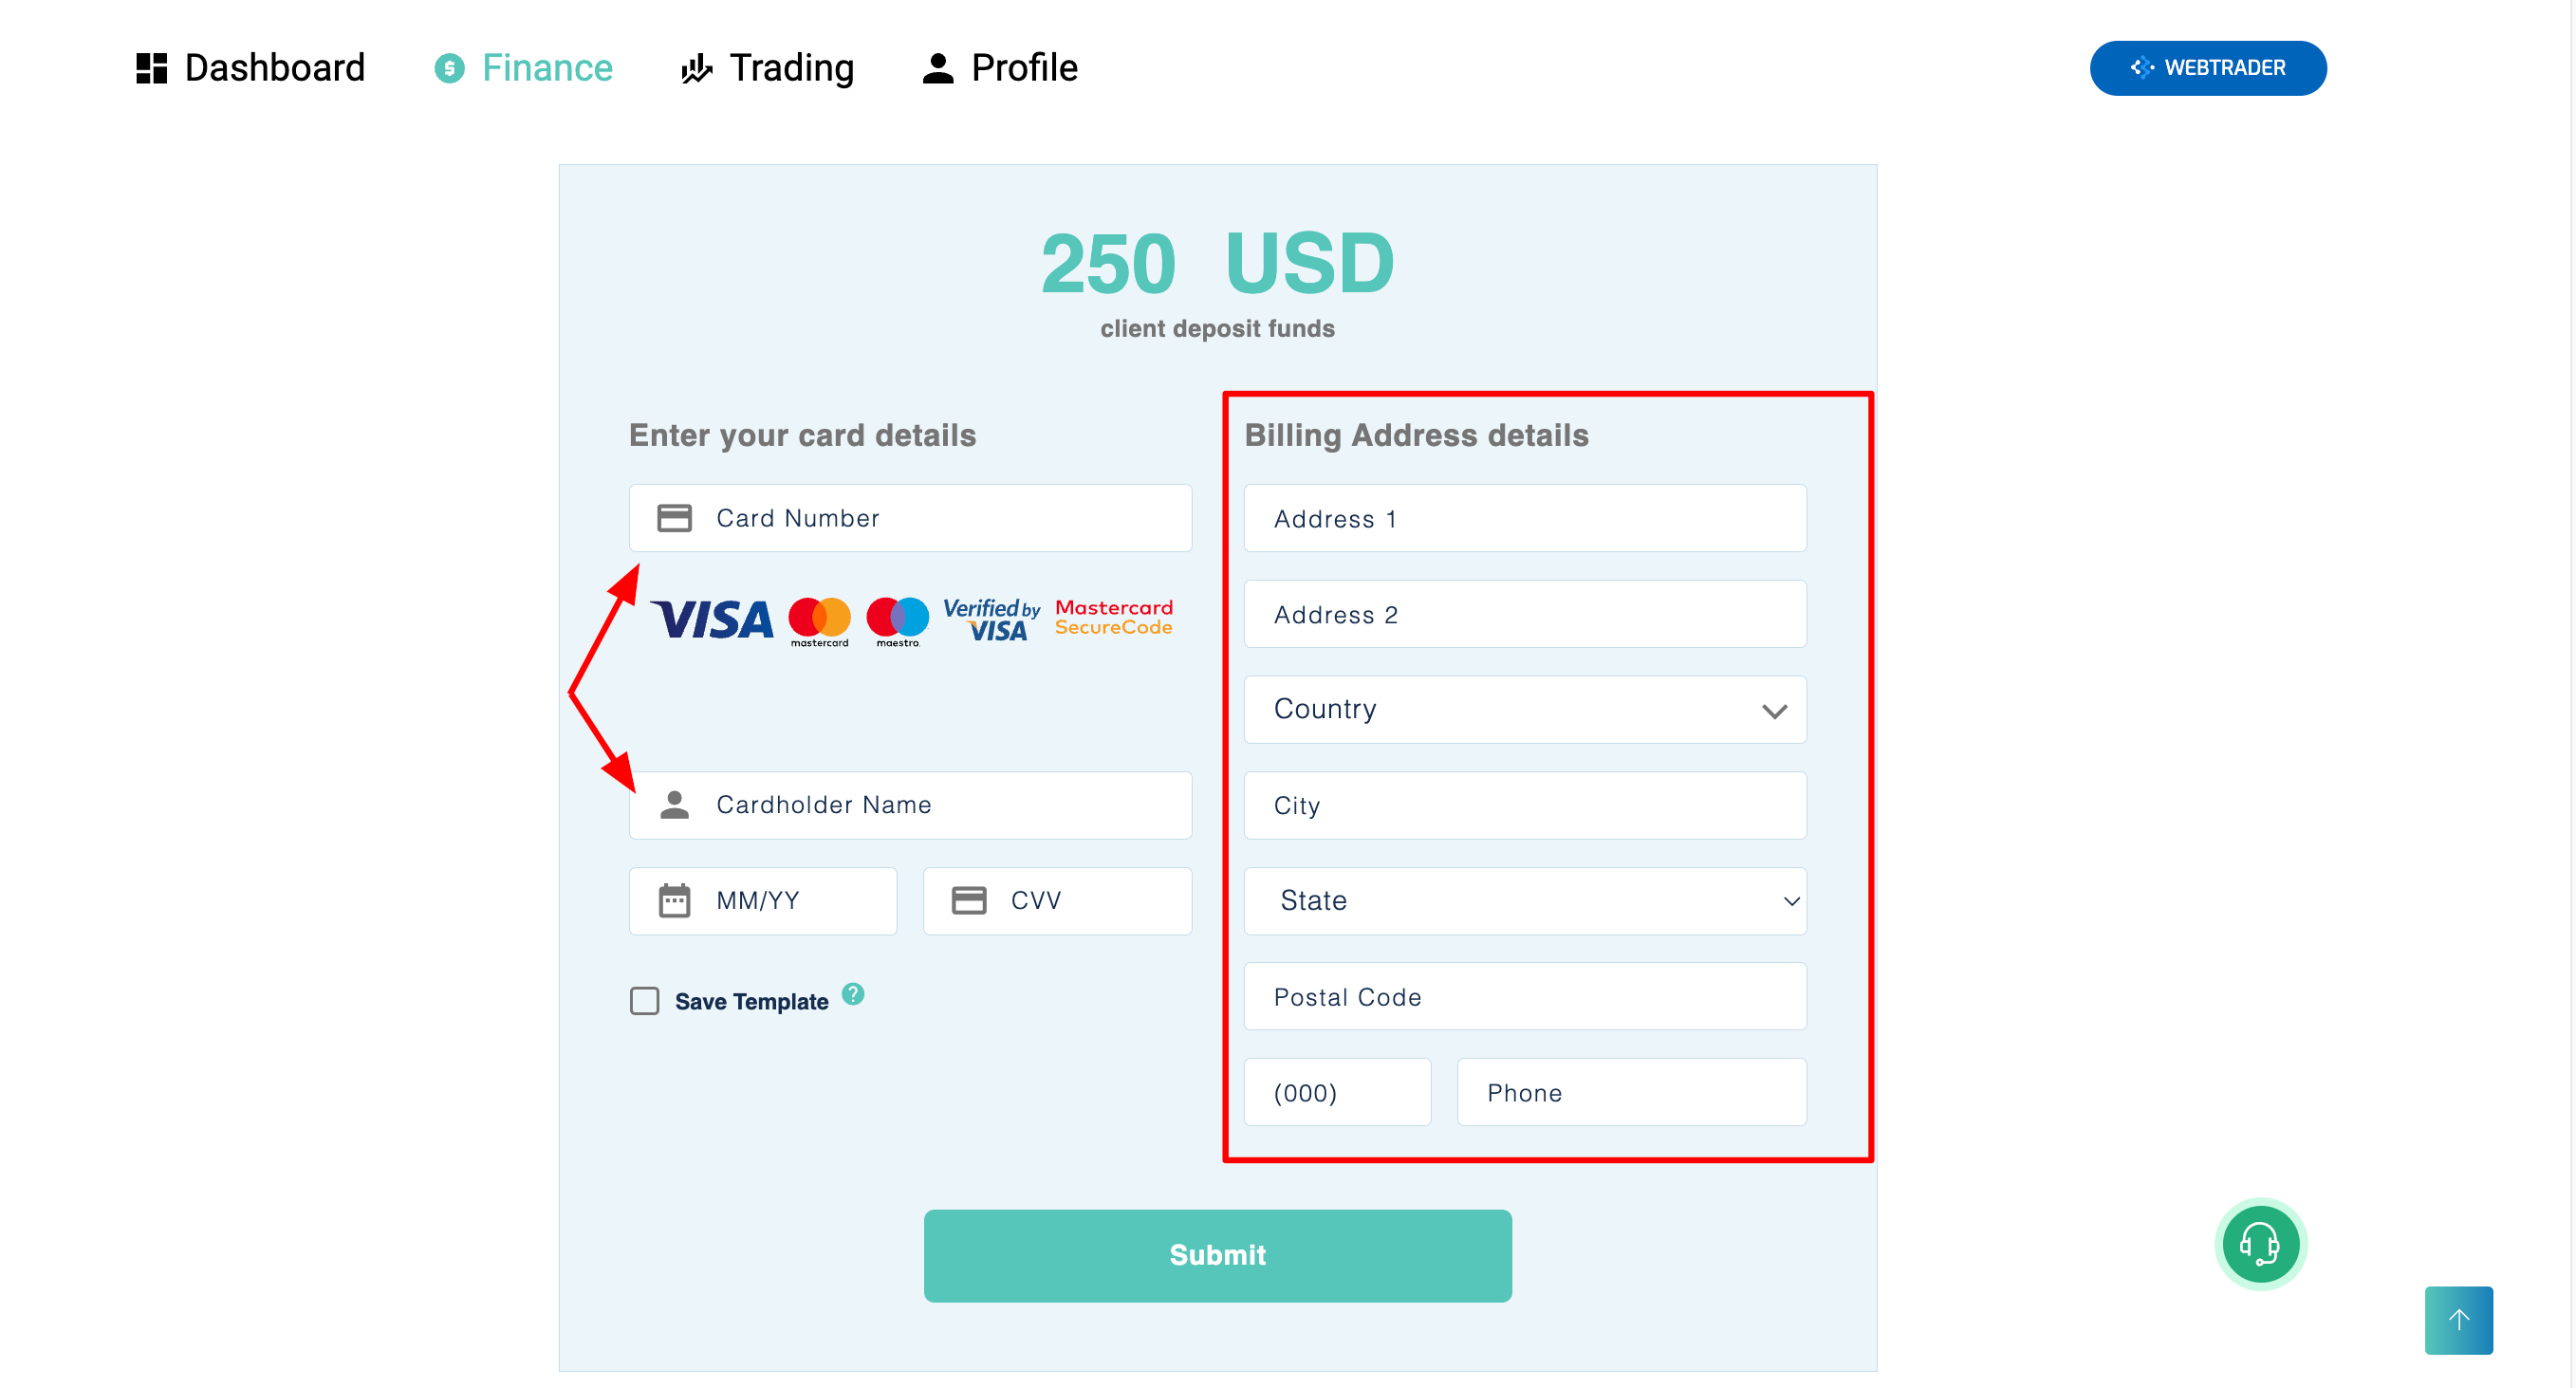 Dashboard Finance Trading Profile WEBTRADER
250 USD
client deposit funds
Enter your card details
Card Number
VISA mastercard maestro Verified by VISA Mastercard SecureCode
Cardholder Name
MM/YY CVV
Save Template ?
Billing Address details
Address 1
Address 2
Country
City
State
Postal Code
(000) Phone
Submit